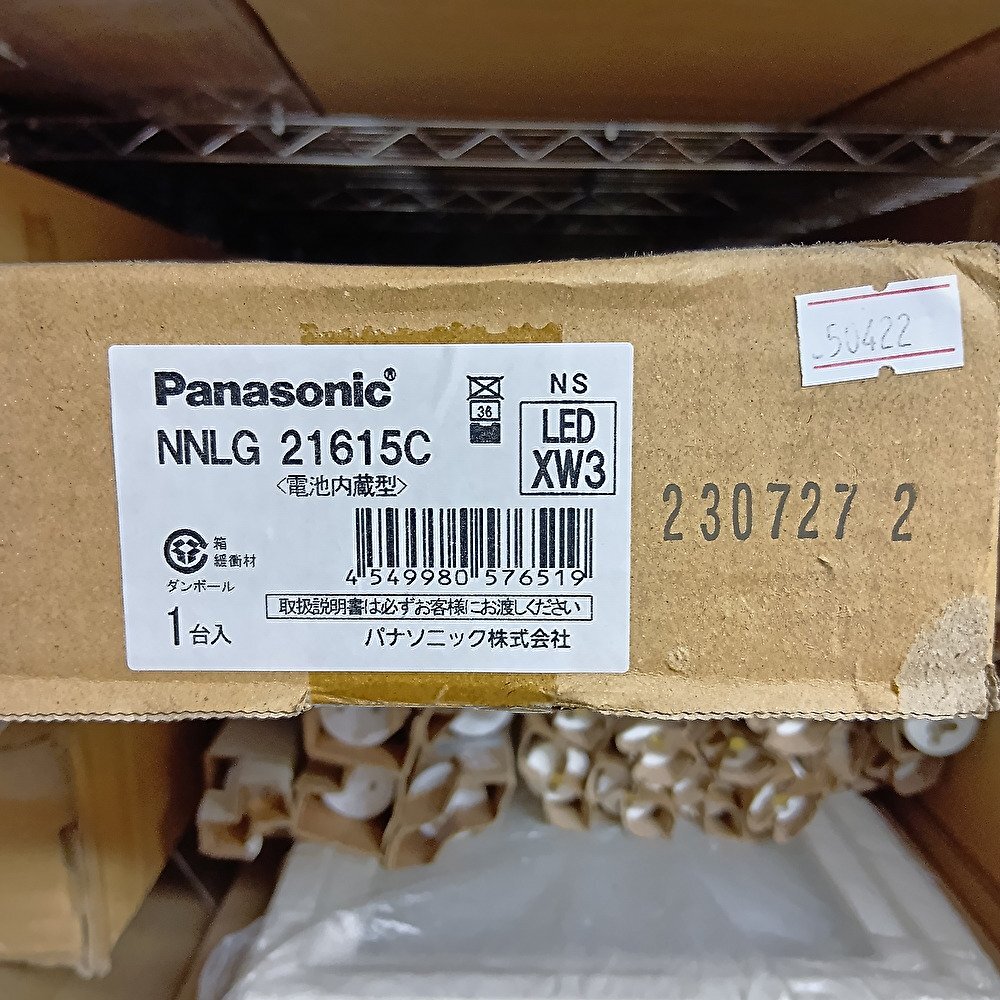 50422
Panasonic®
NNLG 21615C
〈電池内蔵型〉
36
NS
LED
XW3
230727 2
箱
緩衝材
ダンボール
4 549980 576519
1台入
取扱説明書は必ずお客様にお渡しください
パナソニック株式会社